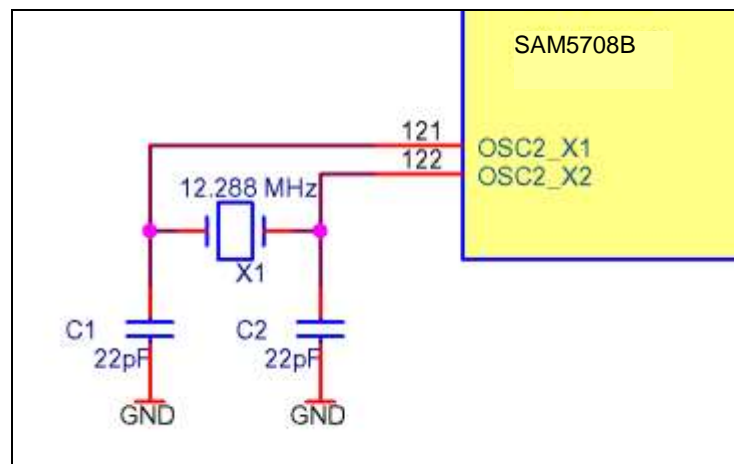 SAM5708B
121
OSC2_X1
122
OSC2_X2
12.288 MHz
X1
C1
22pF
C2
22pF
GND
GND